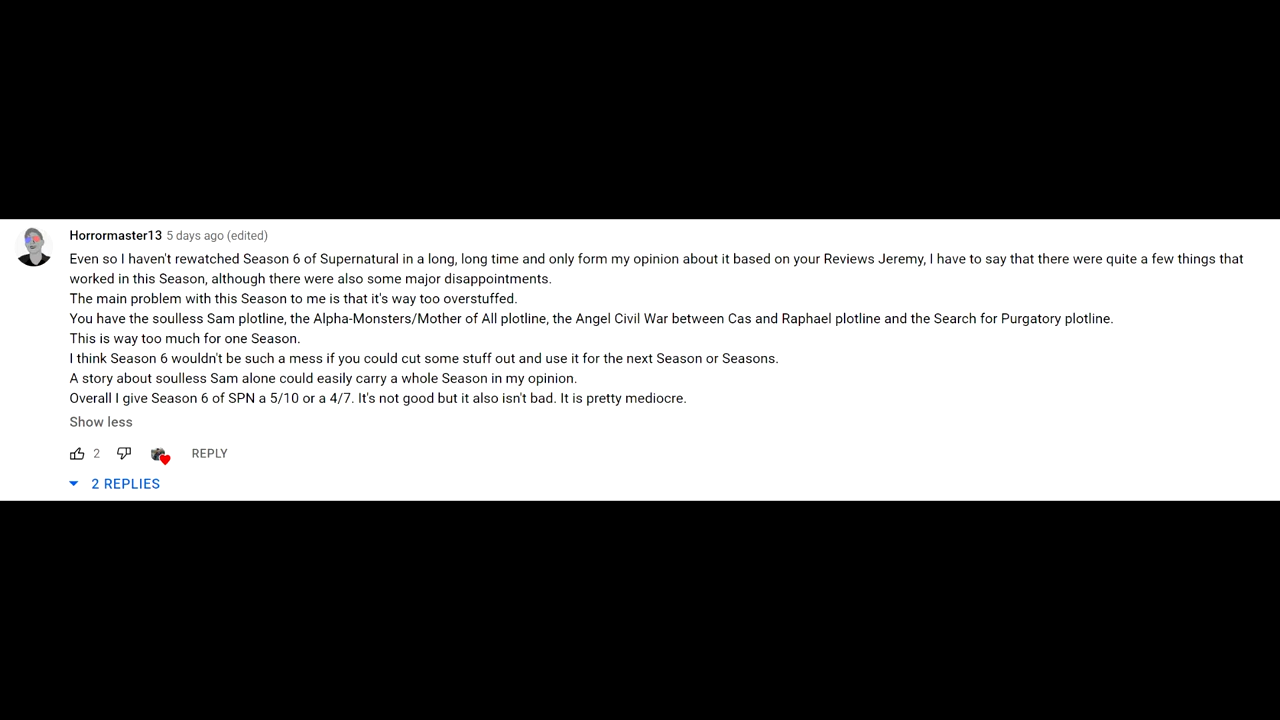 Horrormaster13 5 days ago (edited)
Even so I haven't rewatched Season 6 of Supernatural in a long, long time and only form my opinion about it based on your Reviews Jeremy, I have to say that there were quite a few things that
worked in this Season, although there were also some major disappointments.
The main problem with this Season to me is that it's way too overstuffed.
You have the soulless Sam plotline, the Alpha-Monsters/Mother of All plotline, the Angel Civil War between Cas and Raphael plotline and the Search for Purgatory plotline.
This is way too much for one Season.
I think Season 6 wouldn't be such a mess if you could cut some stuff out and use it for the next Season or Seasons.
A story about soulless Sam alone could easily carry a whole Season in my opinion.
Overall I give Season 6 of SPN a 5/10 or a 4/7. It's not good but it also isn't bad. It is pretty mediocre.
Show less
2 REPLY
2 REPLIES